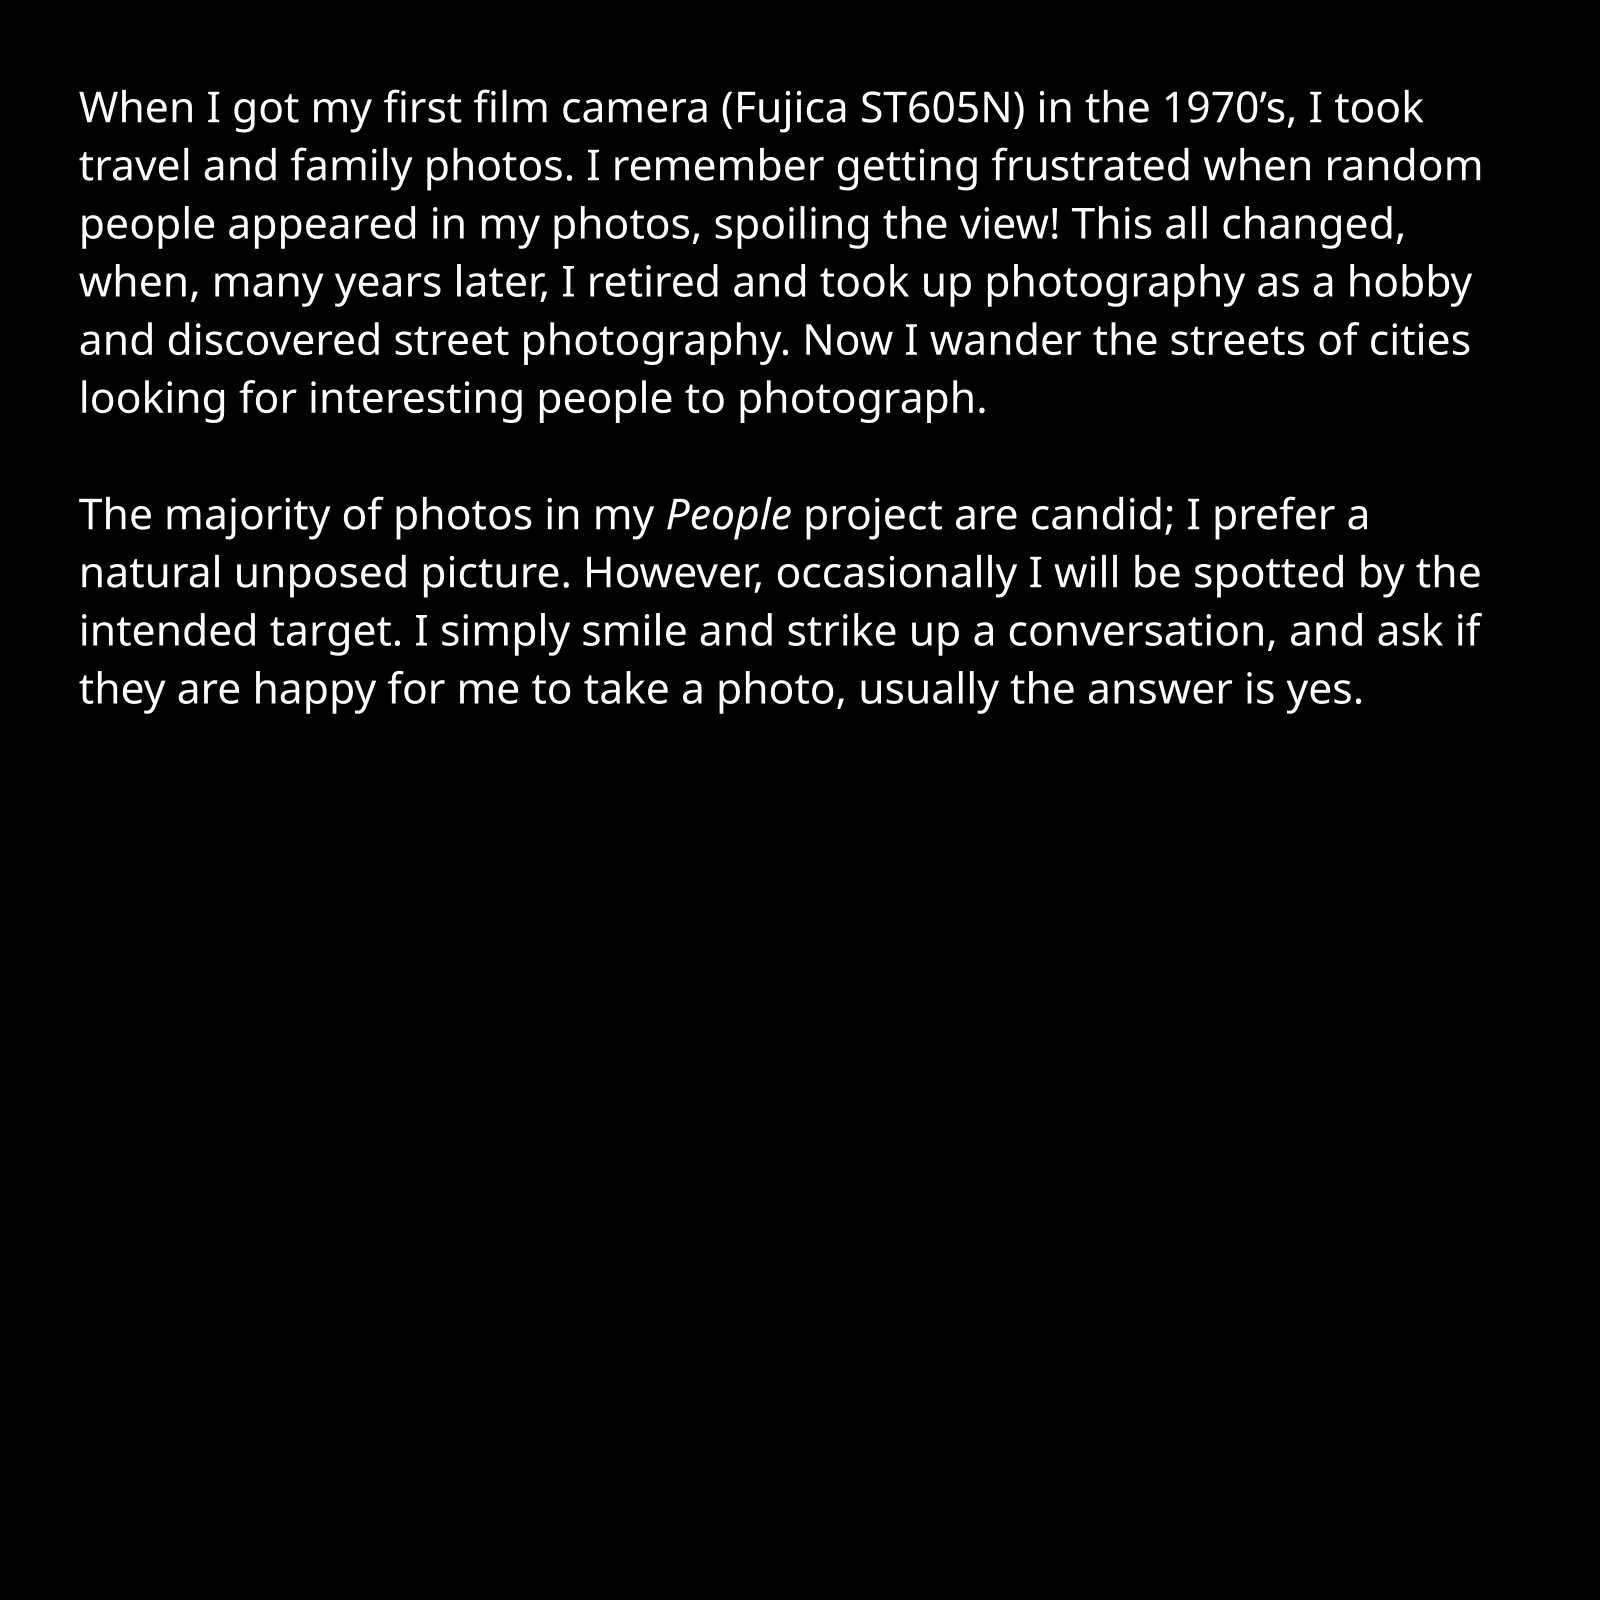 When I got my first film camera (Fujica ST605N) in the 1970’s, I took
travel and family photos. I remember getting frustrated when random
people appeared in my photos, spoiling the view! This all changed,
when, many years later, I retired and took up photography as a hobby
and discovered street photography. Now I wander the streets of cities
looking for interesting people to photograph.
The majority of photos in my People project are candid; I prefer a
natural unposed picture. However, occasionally I will be spotted by the
intended target. I simply smile and strike up a conversation, and ask if
they are happy for me to take a photo, usually the answer is yes.